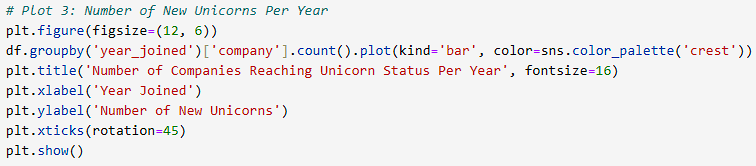 # Plot 3: Number of New Unicorns Per Year
plt.figure(figsize=(12, 6))
df.groupby('year_joined')['company'].count().plot(kind='bar', color=sns.color_palette('crest'))
plt.title('Number of Companies Reaching Unicorn Status Per Year', fontsize=16)
plt.xlabel('Year Joined')
plt.ylabel('Number of New Unicorns')
plt.xticks(rotation=45)
plt.show()